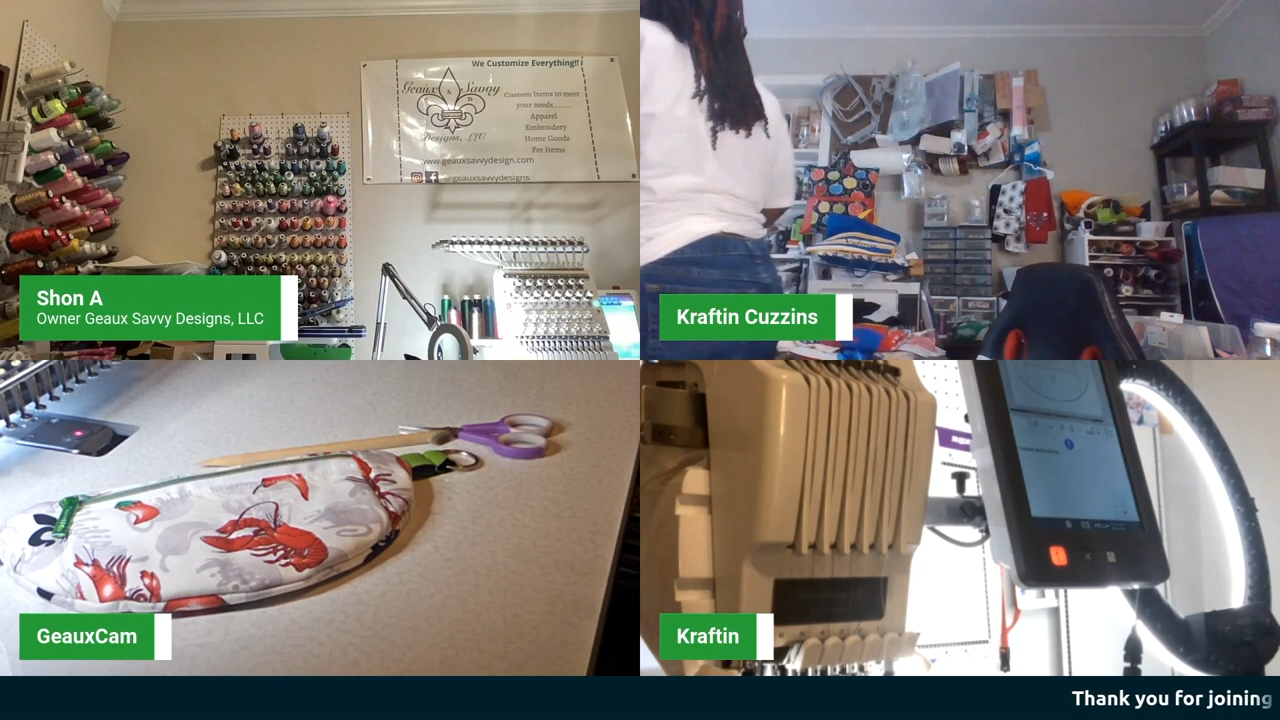 We Customize Everything!!
Geaux Savvy
S
D
Designs, LLC
Custom Items to meet
your needs........
Apparel
Embroidery
Home Goods
Pet Items
www.geauxsavvydesign.com
@geauxsavvydesigns
Shon A
Owner Geaux Savvy Designs, LLC
Kraftin Cuzzins
GeauxCam
Kraftin
Thank you for joining